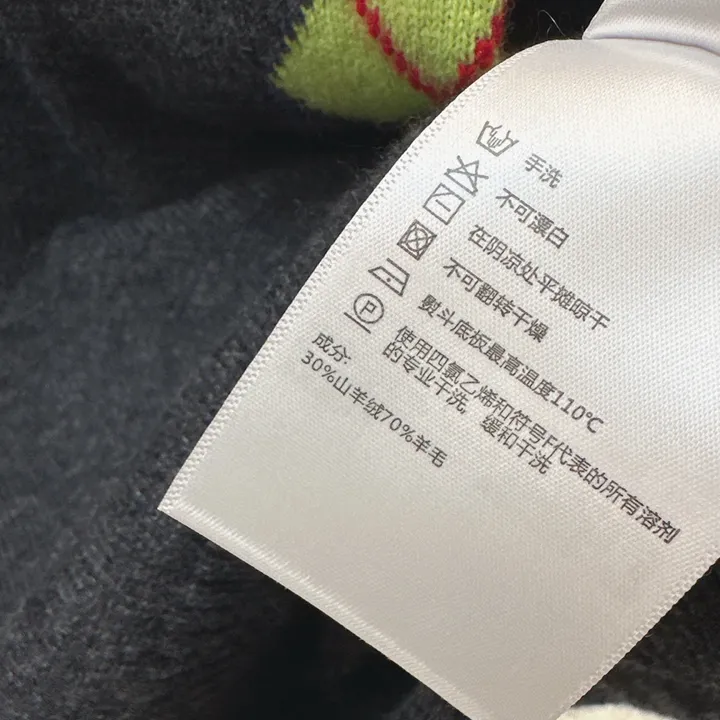 手洗
不可漂白
在阴凉处平摊晾干
不可翻转干燥
熨斗底板最高温度110℃
P
使用四氯乙烯和符号F代表的所有溶剂
的专业干洗，缓和干洗
成分:
30%山羊绒70%羊毛